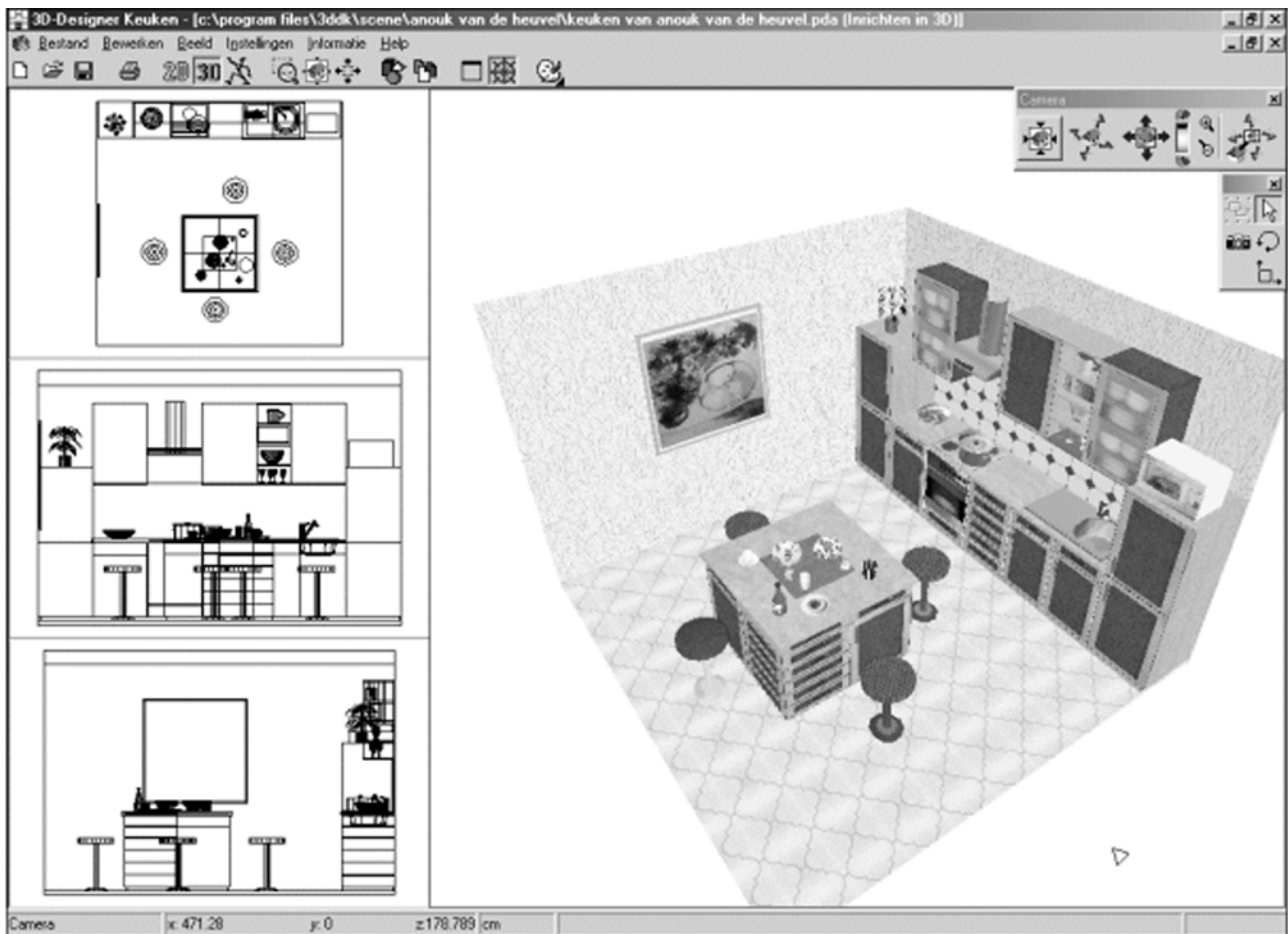 3D-Designer Keuken - [c:\program files\3ddk\scene\anouk van de heuvel\keuken van anouk van de heuvel.pda (Inrichten in 3D)]
Bestand Bewerken Beeld Instellingen Informatie Help
2D 3D
Camera
Camera x: 471.28 y: 0 z:178.789 cm